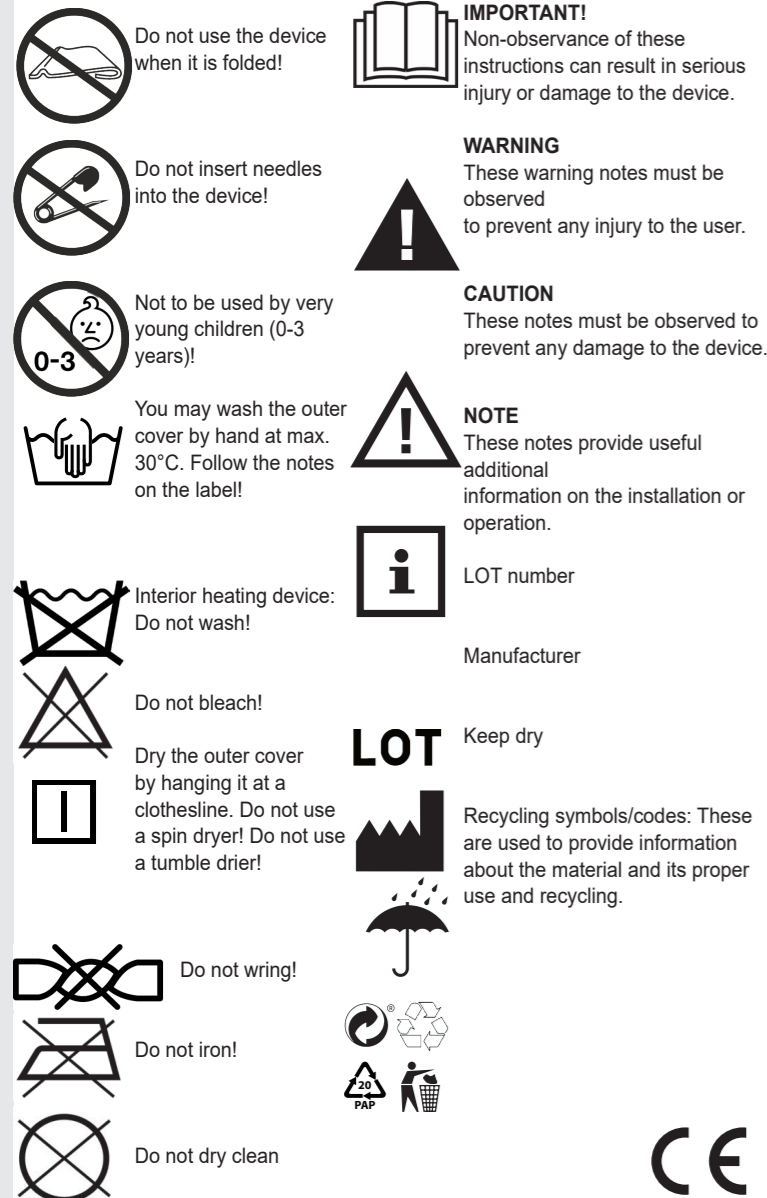 Do not use the device
when it is folded!
Do not insert needles
into the device!
0-3
Not to be used by very
young children (0-3
years)!
You may wash the outer
cover by hand at max.
30°C. Follow the notes
on the label!
Interior heating device:
Do not wash!
Do not bleach!
Dry the outer cover
by hanging it at a
clothesline. Do not use
a spin dryer! Do not use
a tumble drier!
Do not wring!
Do not iron!
Do not dry clean
IMPORTANT!
Non-observance of these
instructions can result in serious
injury or damage to the device.
WARNING
These warning notes must be
observed
to prevent any injury to the user.
!
CAUTION
These notes must be observed to
prevent any damage to the device.
!
NOTE
These notes provide useful
additional
information on the installation or
operation.
i
LOT number
Manufacturer
LOT
Keep dry
Recycling symbols/codes: These
are used to provide information
about the material and its proper
use and recycling.
®
20
PAP
CE